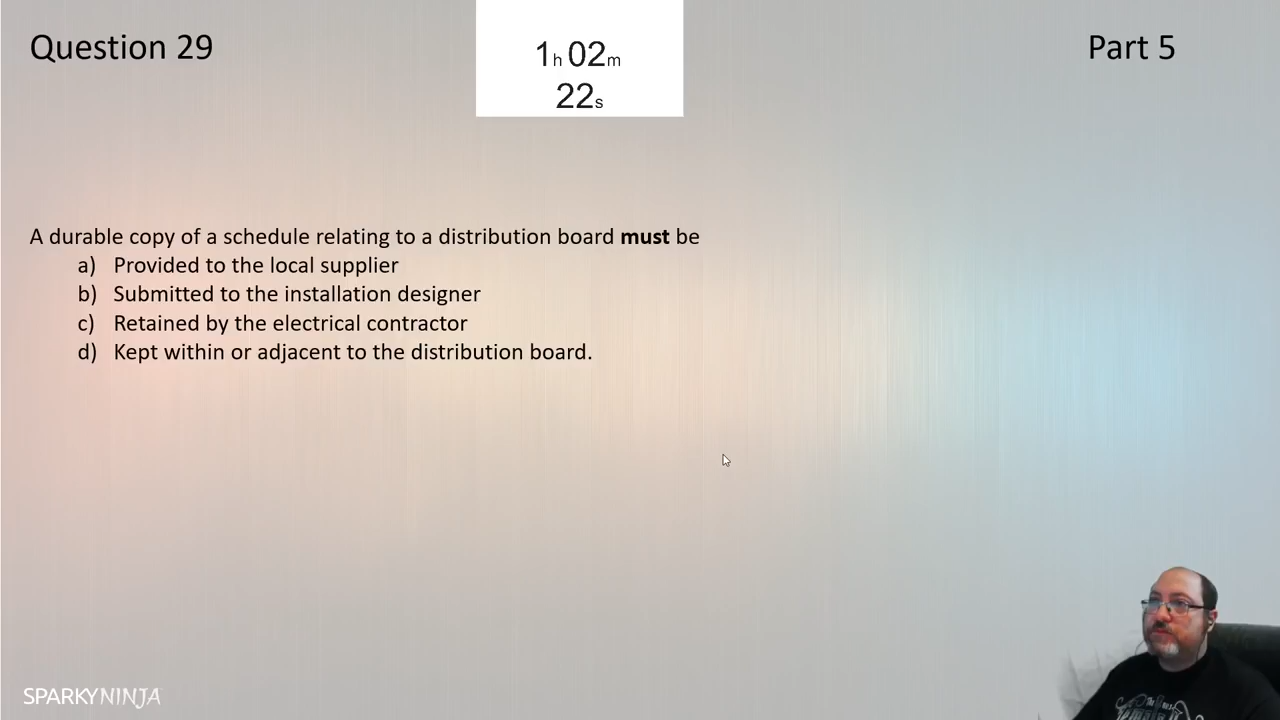 Question 29
1h 02m
22s
Part 5
A durable copy of a schedule relating to a distribution board must be
a) Provided to the local supplier
b) Submitted to the installation designer
c) Retained by the electrical contractor
d) Kept within or adjacent to the distribution board.
SPARKYNINJA